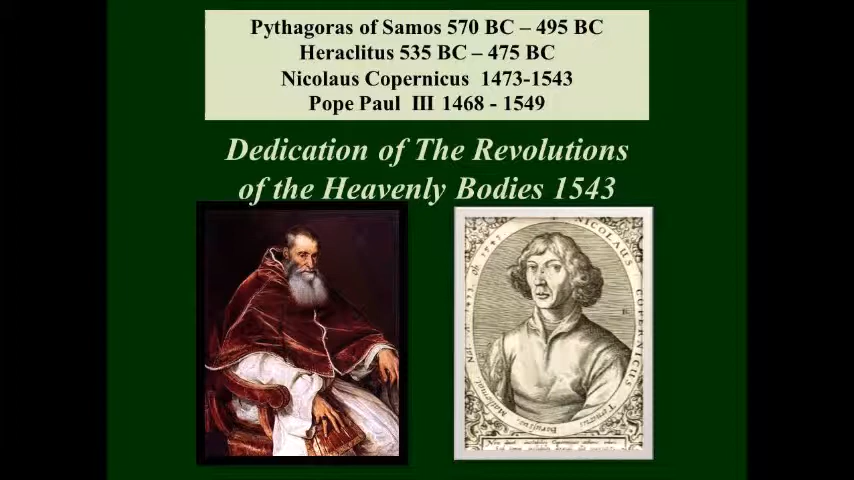 Pythagoras of Samos 570 BC – 495 BC
Heraclitus 535 BC – 475 BC
Nicolaus Copernicus 1473-1543
Pope Paul III 1468 - 1549
Dedication of The Revolutions
of the Heavenly Bodies 1543
NICOLAUS COPERNICUS